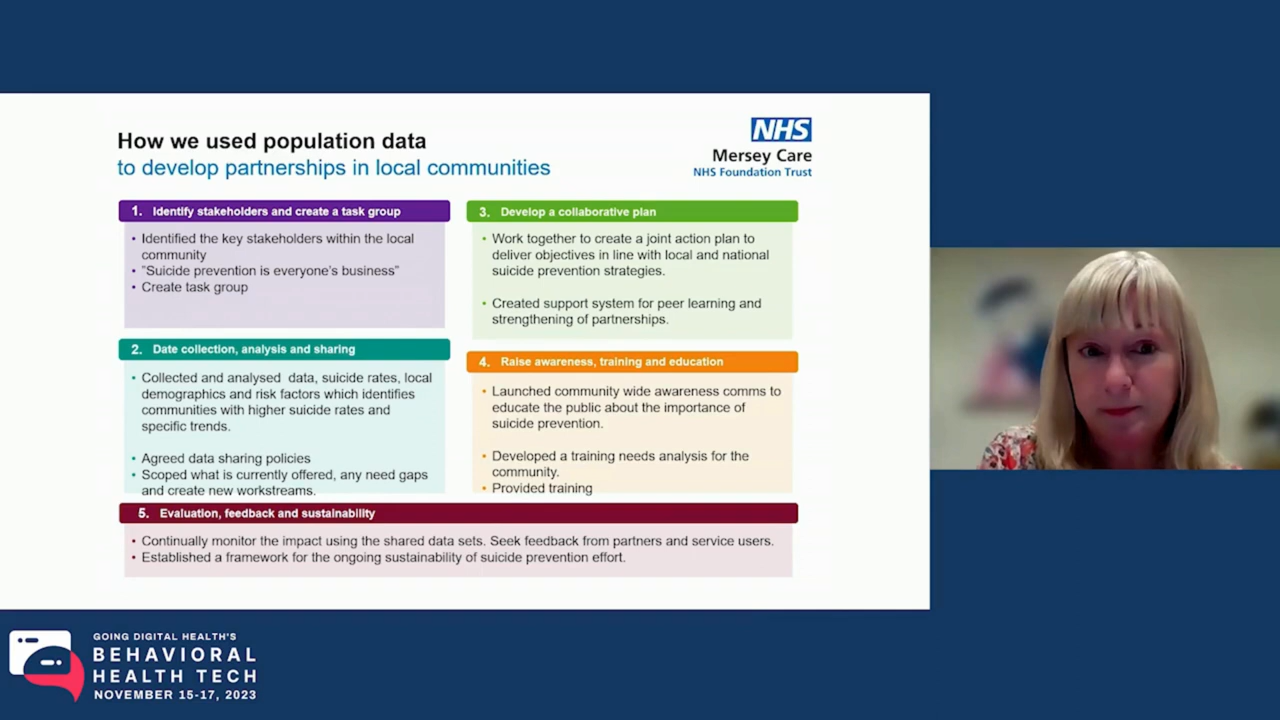 How we used population data
to develop partnerships in local communities
NHS
Mersey Care
NHS Foundation Trust
1. Identify stakeholders and create a task group
• Identified the key stakeholders within the local
community
• "Suicide prevention is everyone's business"
• Create task group
2. Date collection, analysis and sharing
• Collected and analysed data, suicide rates, local
demographics and risk factors which identifies
communities with higher suicide rates and
specific trends.
• Agreed data sharing policies
• Scoped what is currently offered, any need gaps
and create new workstreams.
3. Develop a collaborative plan
• Work together to create a joint action plan to
deliver objectives in line with local and national
suicide prevention strategies.
• Created support system for peer learning and
strengthening of partnerships.
4. Raise awareness, training and education
• Launched community wide awareness comms to
educate the public about the importance of
suicide prevention.
• Developed a training needs analysis for the
community.
• Provided training
5. Evaluation, feedback and sustainability
• Continually monitor the impact using the shared data sets. Seek feedback from partners and service users.
• Established a framework for the ongoing sustainability of suicide prevention effort.
GOING DIGITAL HEALTH'S
BEHAVIORAL
HEALTH TECH
NOVEMBER 15-17, 2023